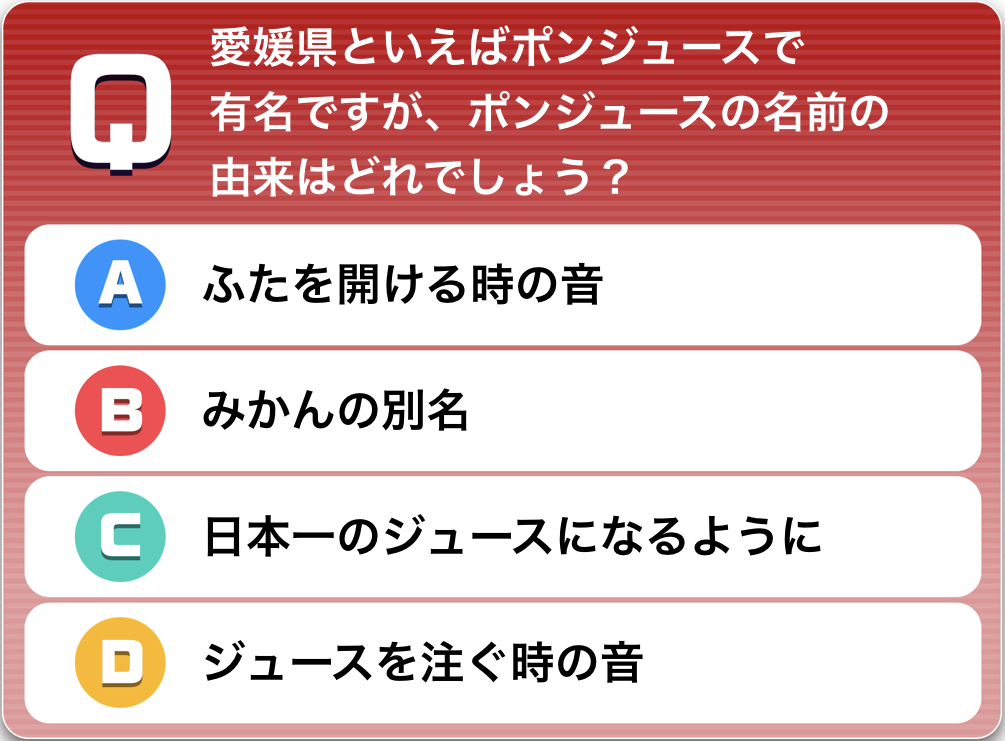 Q
愛媛県といえばポンジュースで
有名ですが、ポンジュースの名前の
由来はどれでしょう？
A ふたを開ける時の音
B みかんの別名
C 日本一のジュースになるように
D ジュースを注ぐ時の音